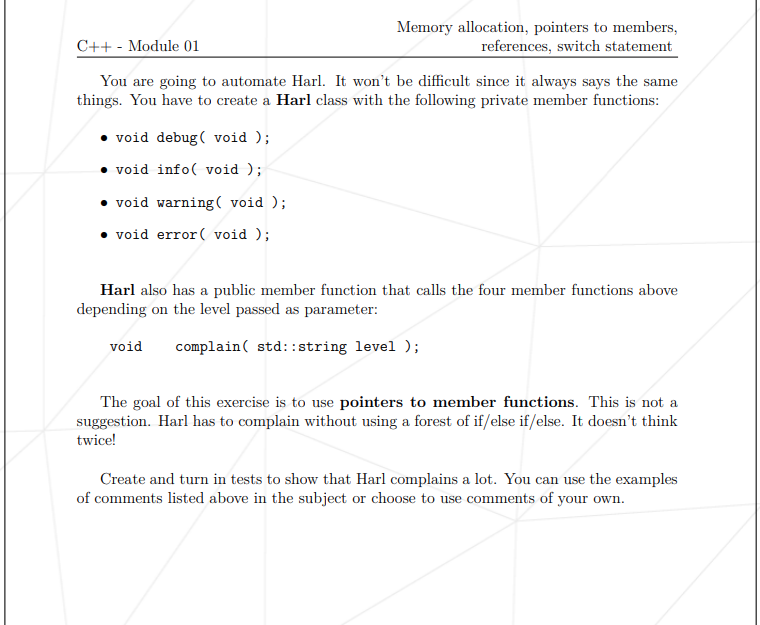 Memory allocation, pointers to members,
C++ - Module 01 references, switch statement
You are going to automate Harl. It won't be difficult since it always says the same
things. You have to create a Harl class with the following private member functions:
• void debug( void );
• void info( void );
• void warning( void );
• void error( void );
Harl also has a public member function that calls the four member functions above
depending on the level passed as parameter:
void complain( std::string level );
The goal of this exercise is to use pointers to member functions. This is not a
suggestion. Harl has to complain without using a forest of if/else if/else. It doesn't think
twice!
Create and turn in tests to show that Harl complains a lot. You can use the examples
of comments listed above in the subject or choose to use comments of your own.